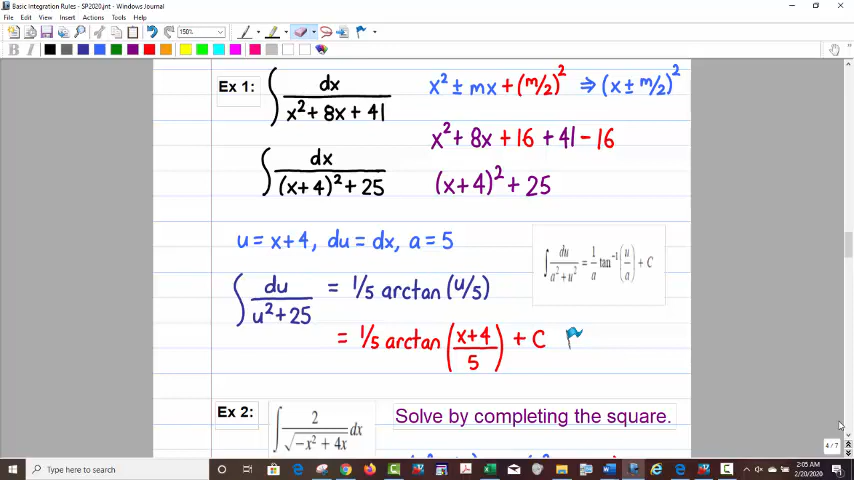 Basic Integration Rules - SP2020.jnt - Windows Journal
File Edit View Insert Actions Tools Help
150%
B I
Ex 1: ∫ dx / (x² + 8x + 41) x² ± mx + (m/2)² ⇒ (x ± m/2)²
x² + 8x + 16 + 41 - 16
∫ dx / ((x+4)² + 25) (x+4)² + 25
u = x+4, du = dx, a = 5
∫ du / (a² + u²) = 1/a tan⁻¹(u/a) + C
∫ du / (u² + 25) = 1/5 arctan(u/5)
= 1/5 arctan((x+4)/5) + C
Ex 2: ∫ 2 / √(-x² + 4x) dx Solve by completing the square.
4 / 7
Type here to search
2:05 AM
2/20/2020